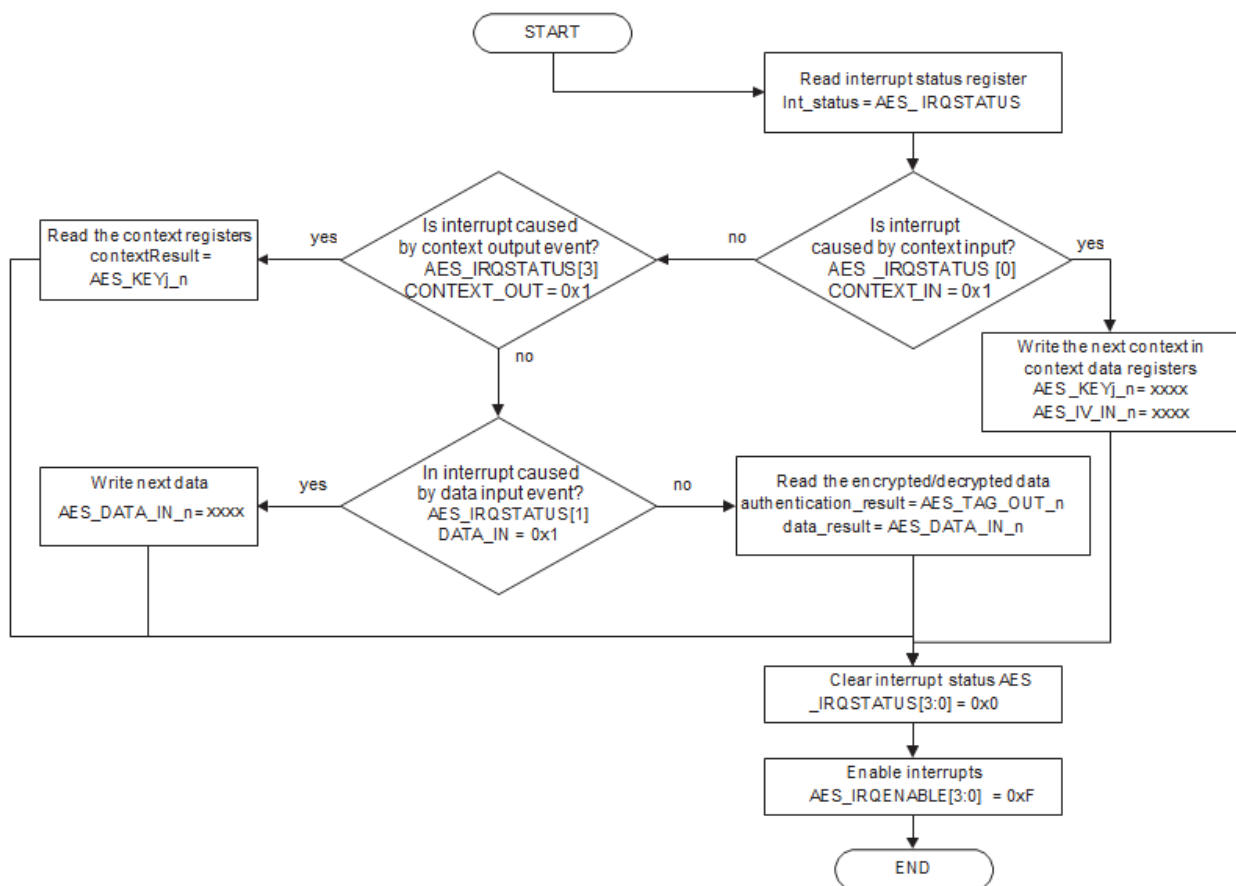 START
Read interrupt status register
Int_status = AES_ IRQSTATUS
Is interrupt
caused by context input?
AES _IRQSTATUS [0]
CONTEXT_IN = 0x1
no
yes
Is interrupt caused
by context output event?
AES_IRQSTATUS[3]
CONTEXT_OUT = 0x1
yes
no
Read the context registers
contextResult =
AES_KEYj_n
Write the next context in
context data registers
AES_KEYj_n= xxxx
AES_IV_IN_n= xxxx
In interrupt caused
by data input event?
AES_IRQSTATUS[1]
DATA_IN = 0x1
yes
no
Write next data
AES_DATA_IN_n= xxxx
Read the encrypted/decrypted data
authentication_result = AES_TAG_OUT_n
data_result = AES_DATA_IN_n
Clear interrupt status AES
_IRQSTATUS[3:0] = 0x0
Enable interrupts
AES_IRQENABLE[3:0] = 0xF
END